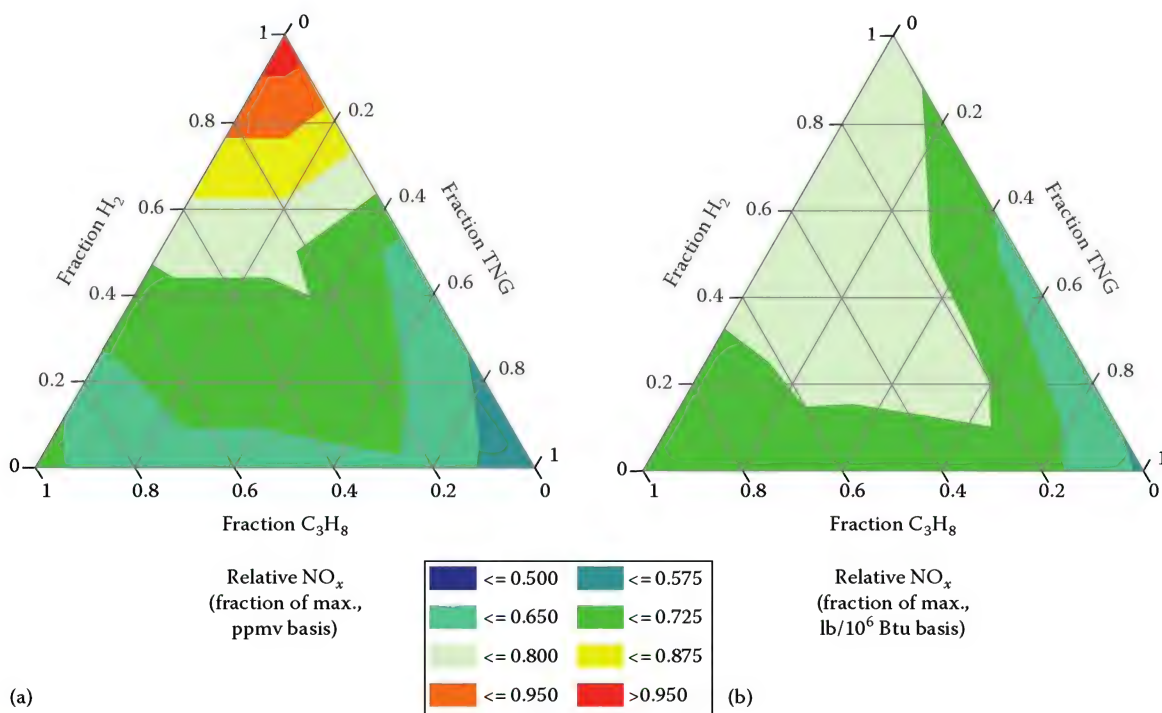 1
0
0.8
0.2
Fraction H2
0.6
0.4
Fraction TNG
0.4
0.6
0.2
0.8
0
1
1
0.8
0.6
0.4
0.2
0
Fraction C3H8
Relative NOx
(fraction of max.,
ppmv basis)
(a)
1
0
0.8
0.2
Fraction H2
0.6
0.4
Fraction TNG
0.4
0.6
0.2
0.8
0
1
1
0.8
0.6
0.4
0.2
0
Fraction C3H8
Relative NOx
(fraction of max.,
lb/10⁶ Btu basis)
(b)
<= 0.500 <= 0.575
<= 0.650 <= 0.725
<= 0.800 <= 0.875
<= 0.950 >0.950